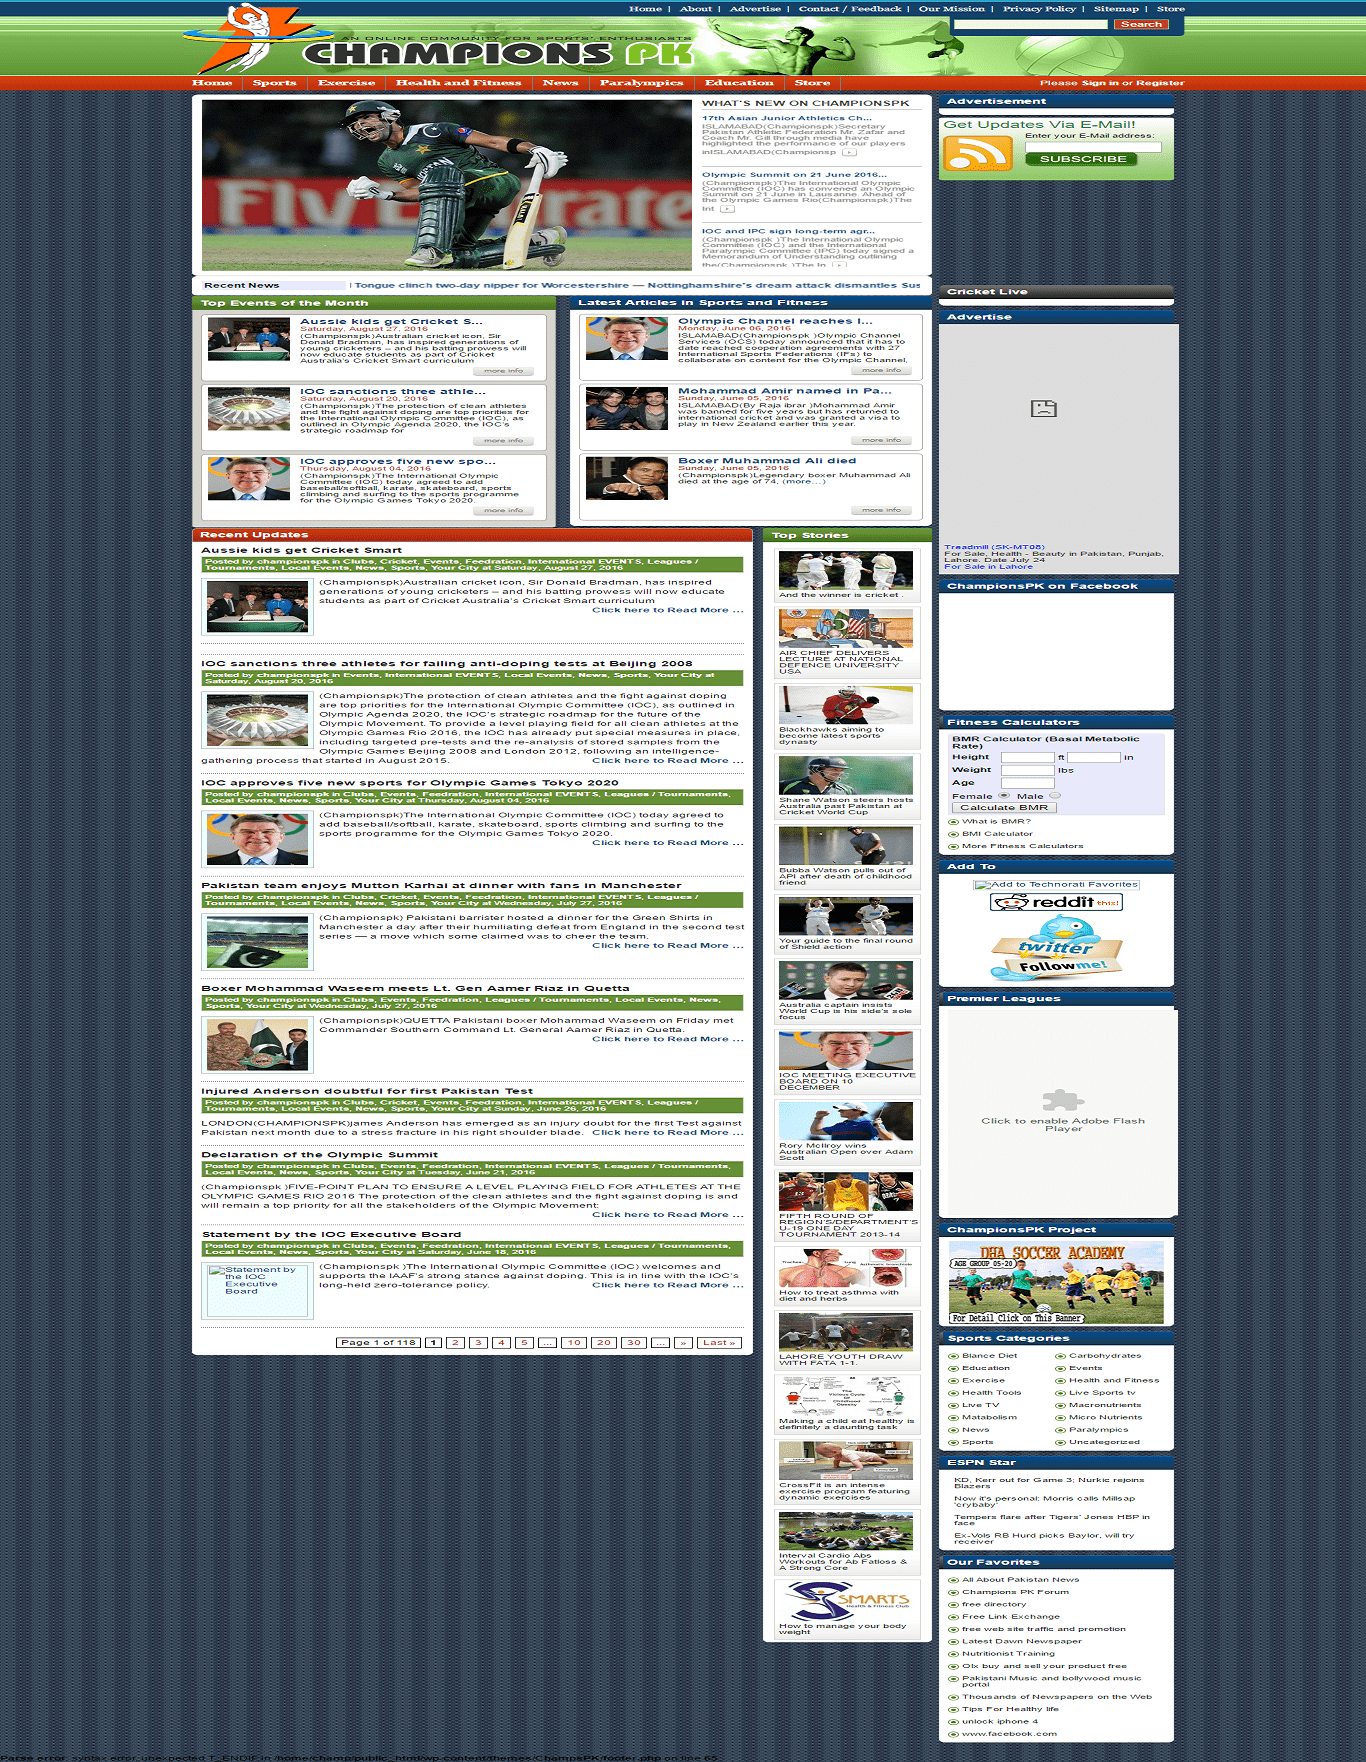 Home | About | Advertise | Contact / Feedback | Our Mission | Privacy Policy | Sitemap | Store
Search
AN ONLINE COMMUNITY FOR SPORTS' ENTHUSIASTS
CHAMPIONS PK
Home Sports Exercise Health and Fitness News Paralympics Education Store
Please Sign in or Register
Fly Emirates
WHAT'S NEW ON CHAMPIONSPK
17th Asian Junior Athletics Ch...
ISLAMABAD(Championspk)Secretary
Pakistan Athletic Federation Mr. Zafar and
Coach Mr. Gill through media have
highlighted the performance of our players
inISLAMABAD(Championsp
Olympic Summit on 21 June 2016...
(Championspk)The International Olympic
Committee (IOC) has convened an Olympic
Summit on 21 June in Lausanne. Ahead of
the Olympic Games Rio(Championspk)The
Int
IOC and IPC sign long-term agr...
(Championspk )The International Olympic
Committee (IOC) and the International
Paralympic Committee (IPC) today signed a
Memorandum of Understanding outlining
the(Championspk )The In
Recent News
Tongue clinch two-day nipper for Worcestershire — Nottinghamshire's dream attack dismantles Sus
Top Events of the Month
Aussie kids get Cricket S...
Saturday, August 27, 2016
(Championspk)Australian cricket icon, Sir
Donald Bradman, has inspired generations of
young cricketers – and his batting prowess will
now educate students as part of Cricket
Australia's Cricket Smart curriculum
more info
IOC sanctions three athle...
Saturday, August 20, 2016
(Championspk)The protection of clean athletes
and the fight against doping are top priorities for
the International Olympic Committee (IOC), as
outlined in Olympic Agenda 2020, the IOC's
strategic roadmap for
more info
IOC approves five new spo...
Thursday, August 04, 2016
(Championspk)The International Olympic
Committee (IOC) today agreed to add
baseball/softball, karate, skateboard, sports
climbing and surfing to the sports programme
for the Olympic Games Tokyo 2020.
more info
Latest Articles in Sports and Fitness
Olympic Channel reaches l...
Monday, June 06, 2016
ISLAMABAD(Championspk )Olympic Channel
Services (OCS) today announced that it has to
date reached cooperation agreements with 27
International Sports Federations (IFs) to
collaborate on content for the Olympic Channel,
more info
Mohammad Amir named in Pa...
Sunday, June 05, 2016
ISLAMABAD(By Raja ibrar )Mohammad Amir
was banned for five years but has returned to
international cricket and was granted a visa to
play in New Zealand earlier this year.
more info
Boxer Muhammad Ali died
Sunday, June 05, 2016
(Championspk)Legendary boxer Muhammad Ali
died at the age of 74, (more...)
more info
Recent Updates
Aussie kids get Cricket Smart
Posted by championspk in Clubs, Cricket, Events, Feedration, International EVENTS, Leagues /
Tournaments, Local Events, News, Sports, Your City at Saturday, August 27, 2016
(Championspk)Australian cricket icon, Sir Donald Bradman, has inspired
generations of young cricketers – and his batting prowess will now educate
students as part of Cricket Australia's Cricket Smart curriculum
Click here to Read More ...
IOC sanctions three athletes for failing anti-doping tests at Beijing 2008
Posted by championspk in Events, International EVENTS, Local Events, News, Sports, Your City at
Saturday, August 20, 2016
(Championspk)The protection of clean athletes and the fight against doping
are top priorities for the International Olympic Committee (IOC), as outlined in
Olympic Agenda 2020, the IOC's strategic roadmap for the future of the
Olympic Movement. To provide a level playing field for all clean athletes at the
Olympic Games Rio 2016, the IOC has already put special measures in place,
including targeted pre-tests and the re-analysis of stored samples from the
Olympic Games Beijing 2008 and London 2012, following an intelligence-
gathering process that started in August 2015. Click here to Read More ...
IOC approves five new sports for Olympic Games Tokyo 2020
Posted by championspk in Clubs, Events, Feedration, International EVENTS, Leagues / Tournaments,
Local Events, News, Sports, Your City at Thursday, August 04, 2016
(Championspk)The International Olympic Committee (IOC) today agreed to
add baseball/softball, karate, skateboard, sports climbing and surfing to the
sports programme for the Olympic Games Tokyo 2020.
Click here to Read More ...
Pakistan team enjoys Mutton Karhai at dinner with fans in Manchester
Posted by championspk in Clubs, Cricket, Events, Feedration, International EVENTS, Leagues /
Tournaments, Local Events, News, Sports, Your City at Wednesday, July 27, 2016
(Championspk) Pakistani barrister hosted a dinner for the Green Shirts in
Manchester a day after their humiliating defeat from England in the second test
series — a move which some claimed was to cheer the team.
Click here to Read More ...
Boxer Mohammad Waseem meets Lt. Gen Aamer Riaz in Quetta
Posted by championspk in Clubs, Events, Feedration, Leagues / Tournaments, Local Events, News,
Sports, Your City at Wednesday, July 27, 2016
(Championspk)QUETTA Pakistani boxer Mohammad Waseem on Friday met
Commander Southern Command Lt. General Aamer Riaz in Quetta.
Click here to Read More ...
Injured Anderson doubtful for first Pakistan Test
Posted by championspk in Clubs, Cricket, Events, Feedration, International EVENTS, Leagues /
Tournaments, Local Events, News, Sports, Your City at Sunday, June 26, 2016
LONDON(CHAMPIONSPK)James Anderson has emerged as an injury doubt for the first Test against
Pakistan next month due to a stress fracture in his right shoulder blade. Click here to Read More ...
Declaration of the Olympic Summit
Posted by championspk in Clubs, Events, Feedration, International EVENTS, Leagues / Tournaments,
Local Events, News, Sports, Your City at Tuesday, June 21, 2016
(Championspk )FIVE-POINT PLAN TO ENSURE A LEVEL PLAYING FIELD FOR ATHLETES AT THE
OLYMPIC GAMES RIO 2016 The protection of the clean athletes and the fight against doping is and
will remain a top priority for all the stakeholders of the Olympic Movement:
Click here to Read More ...
Statement by the IOC Executive Board
Posted by championspk in Clubs, Events, Feedration, International EVENTS, Leagues / Tournaments,
Local Events, News, Sports, Your City at Saturday, June 18, 2016
Statement by
the IOC
Executive
Board
(Championspk )The International Olympic Committee (IOC) welcomes and
supports the IAAF's strong stance against doping. This is in line with the IOC's
long-held zero-tolerance policy. Click here to Read More ...
Page 1 of 118 1 2 3 4 5 ... 10 20 30 ... » Last »
Top Stories
And the winner is cricket .
AIR CHIEF DELIVERS
LECTURE AT NATIONAL
DEFENCE UNIVERSITY
USA
Blackhawks aiming to
become latest sports
dynasty
Shane Watson steers hosts
Australia past Pakistan at
Cricket World Cup
Bubba Watson pulls out of
API after death of childhood
friend
Your guide to the final round
of Shield action
Australia captain insists
World Cup is his side's sole
focus
IOC MEETING EXECUTIVE
BOARD ON 10
DECEMBER
Rory McIlroy wins
Australian Open over Adam
Scott
FIFTH ROUND OF
REGION'S/DEPARTMENT'S
U-19 ONE DAY
TOURNAMENT 2013-14
How to treat asthma with
diet and herbs
LAHORE YOUTH DRAW
WITH FATA 1-1.
The
Vicious Cycle
Of
Childhood
Obesity
Making a child eat healthy is
definitely a daunting task
CrossFit is an intense
exercise program featuring
dynamic exercises
Interval Cardio Abs
Workouts for Ab Fatloss &
A Strong Core
SMARTS
Health & Fitness Club
How to manage your body
weight
Advertisement
Get Updates Via E-Mail!
Enter your E-Mail address:
SUBSCRIBE
Cricket Live
Advertise
Treadmill (SK-MT08)
For Sale, Health - Beauty in Pakistan, Punjab,
Lahore. Date July 24
For Sale in Lahore
ChampionsPK on Facebook
Fitness Calculators
BMR Calculator (Basal Metabolic
Rate)
Height ft in
Weight lbs
Age
Female Male
Calculate BMR
What is BMR?
BMI Calculator
More Fitness Calculators
Add To
Add to Technorati Favorites
reddit this!
twitter
Follow me!
Premier Leagues
Click to enable Adobe Flash
Player
ChampionsPK Project
DHA SOCCER ACADEMY
AGE GROUP 05-20
For Detail Click on This Banner
Sports Categories
Blance Diet Carbohydrates
Education Events
Exercise Health and Fitness
Health Tools Live Sports tv
Live TV Macronutrients
Matabolism Micro Nutrients
News Paralympics
Sports Uncategorized
ESPN Star
KD, Kerr out for Game 3; Nurkic rejoins
Blazers
Now it's personal: Morris calls Millsap
'crybaby'
Tempers flare after Tigers' Jones HBP in
face
Ex-Vols RB Hurd picks Baylor, will try
receiver
Our Favorites
All About Pakistan News
Champions PK Forum
free directory
Free Link Exchange
free web site traffic and promotion
Latest Dawn Newspaper
Nutritionist Training
Olx buy and sell your product free
Pakistani Music and bollywood music
portal
Thousands of Newspapers on the Web
Tips For Healthy life
unlock iphone 4
www.facebook.com
Parse error: syntax error, unexpected T_ENDIF in /home/champ/public_html/wp-content/themes/ChampsPK/footer.php on line 65